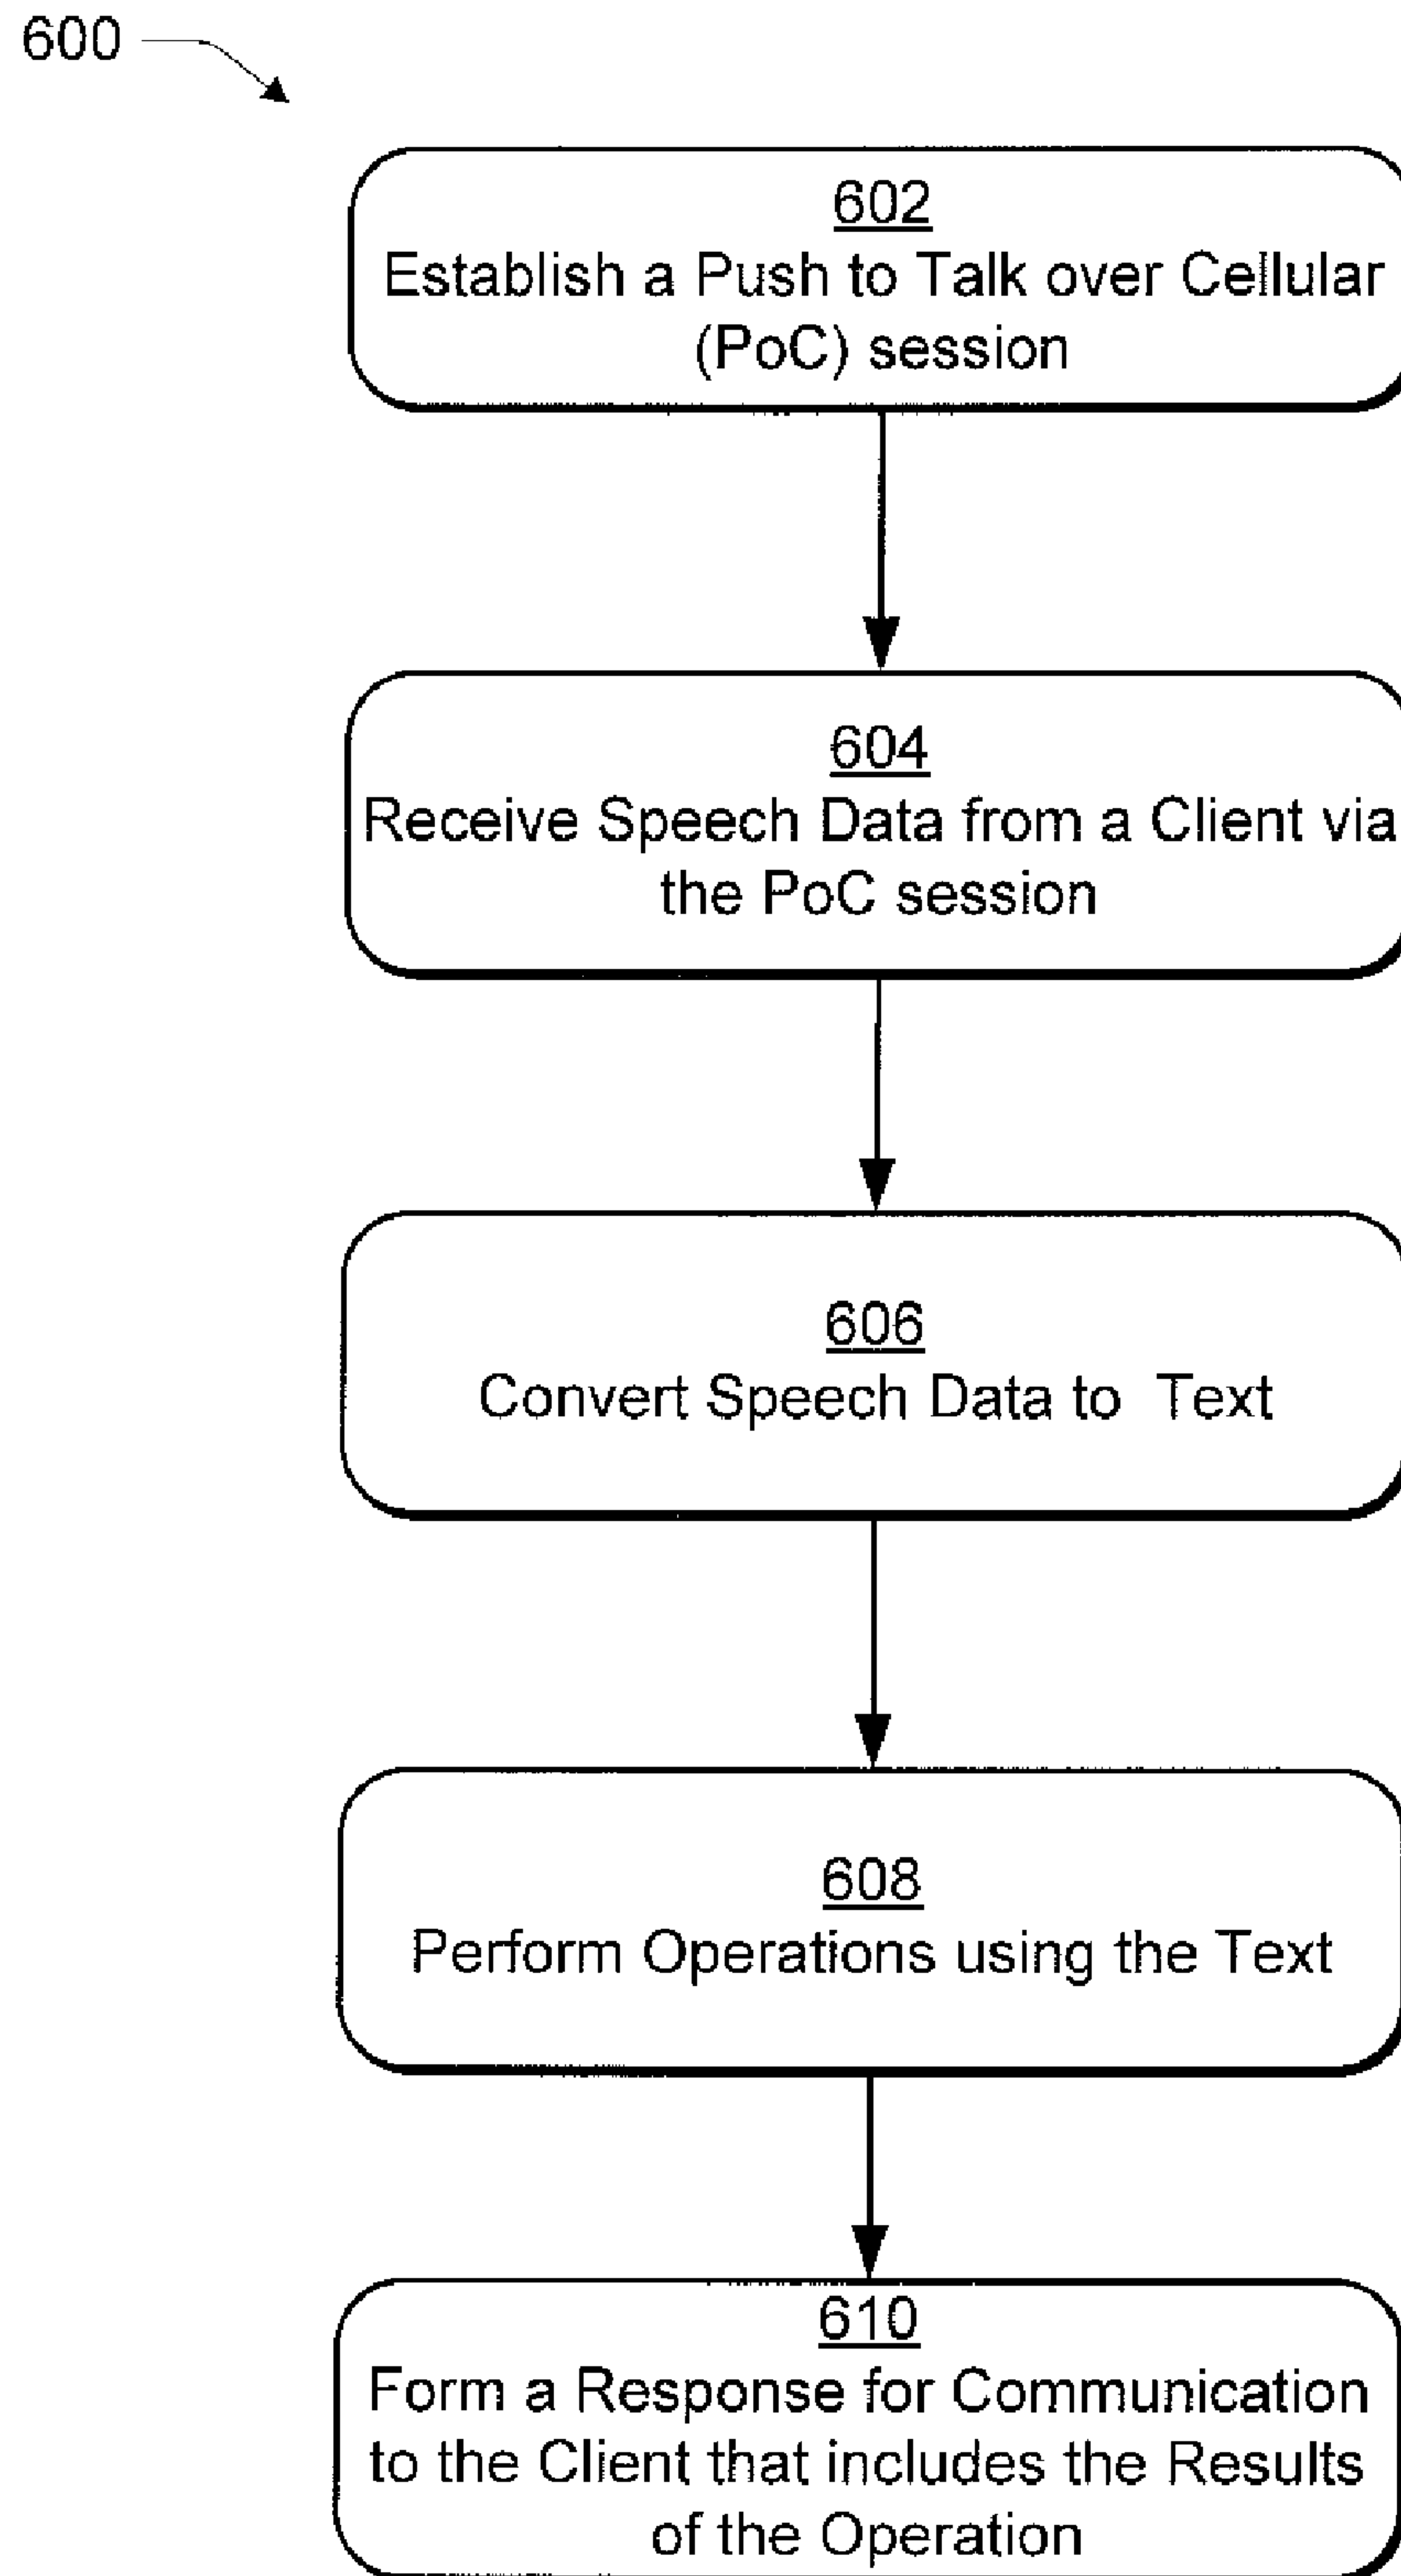 600
602
Establish a Push to Talk over Cellular
(PoC) session
604
Receive Speech Data from a Client via
the PoC session
606
Convert Speech Data to Text
608
Perform Operations using the Text
610
Form a Response for Communication
to the Client that includes the Results
of the Operation